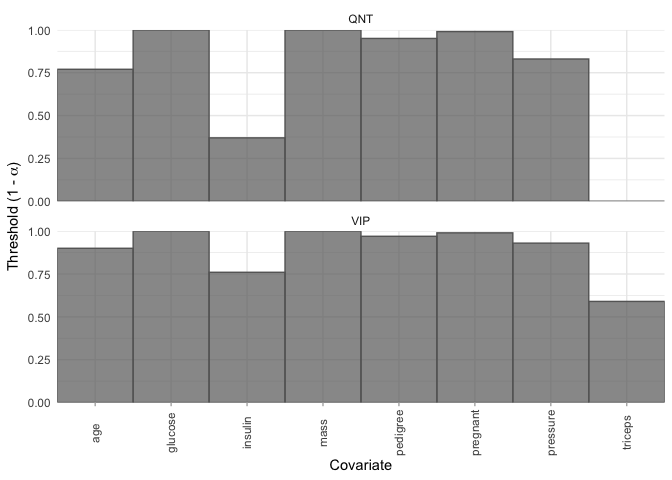 QNT
1.00
0.75
0.50
0.25
0.00
VIP
1.00
0.75
0.50
0.25
0.00
Threshold (1 - α)
age
glucose
insulin
mass
pedigree
pregnant
pressure
triceps
Covariate